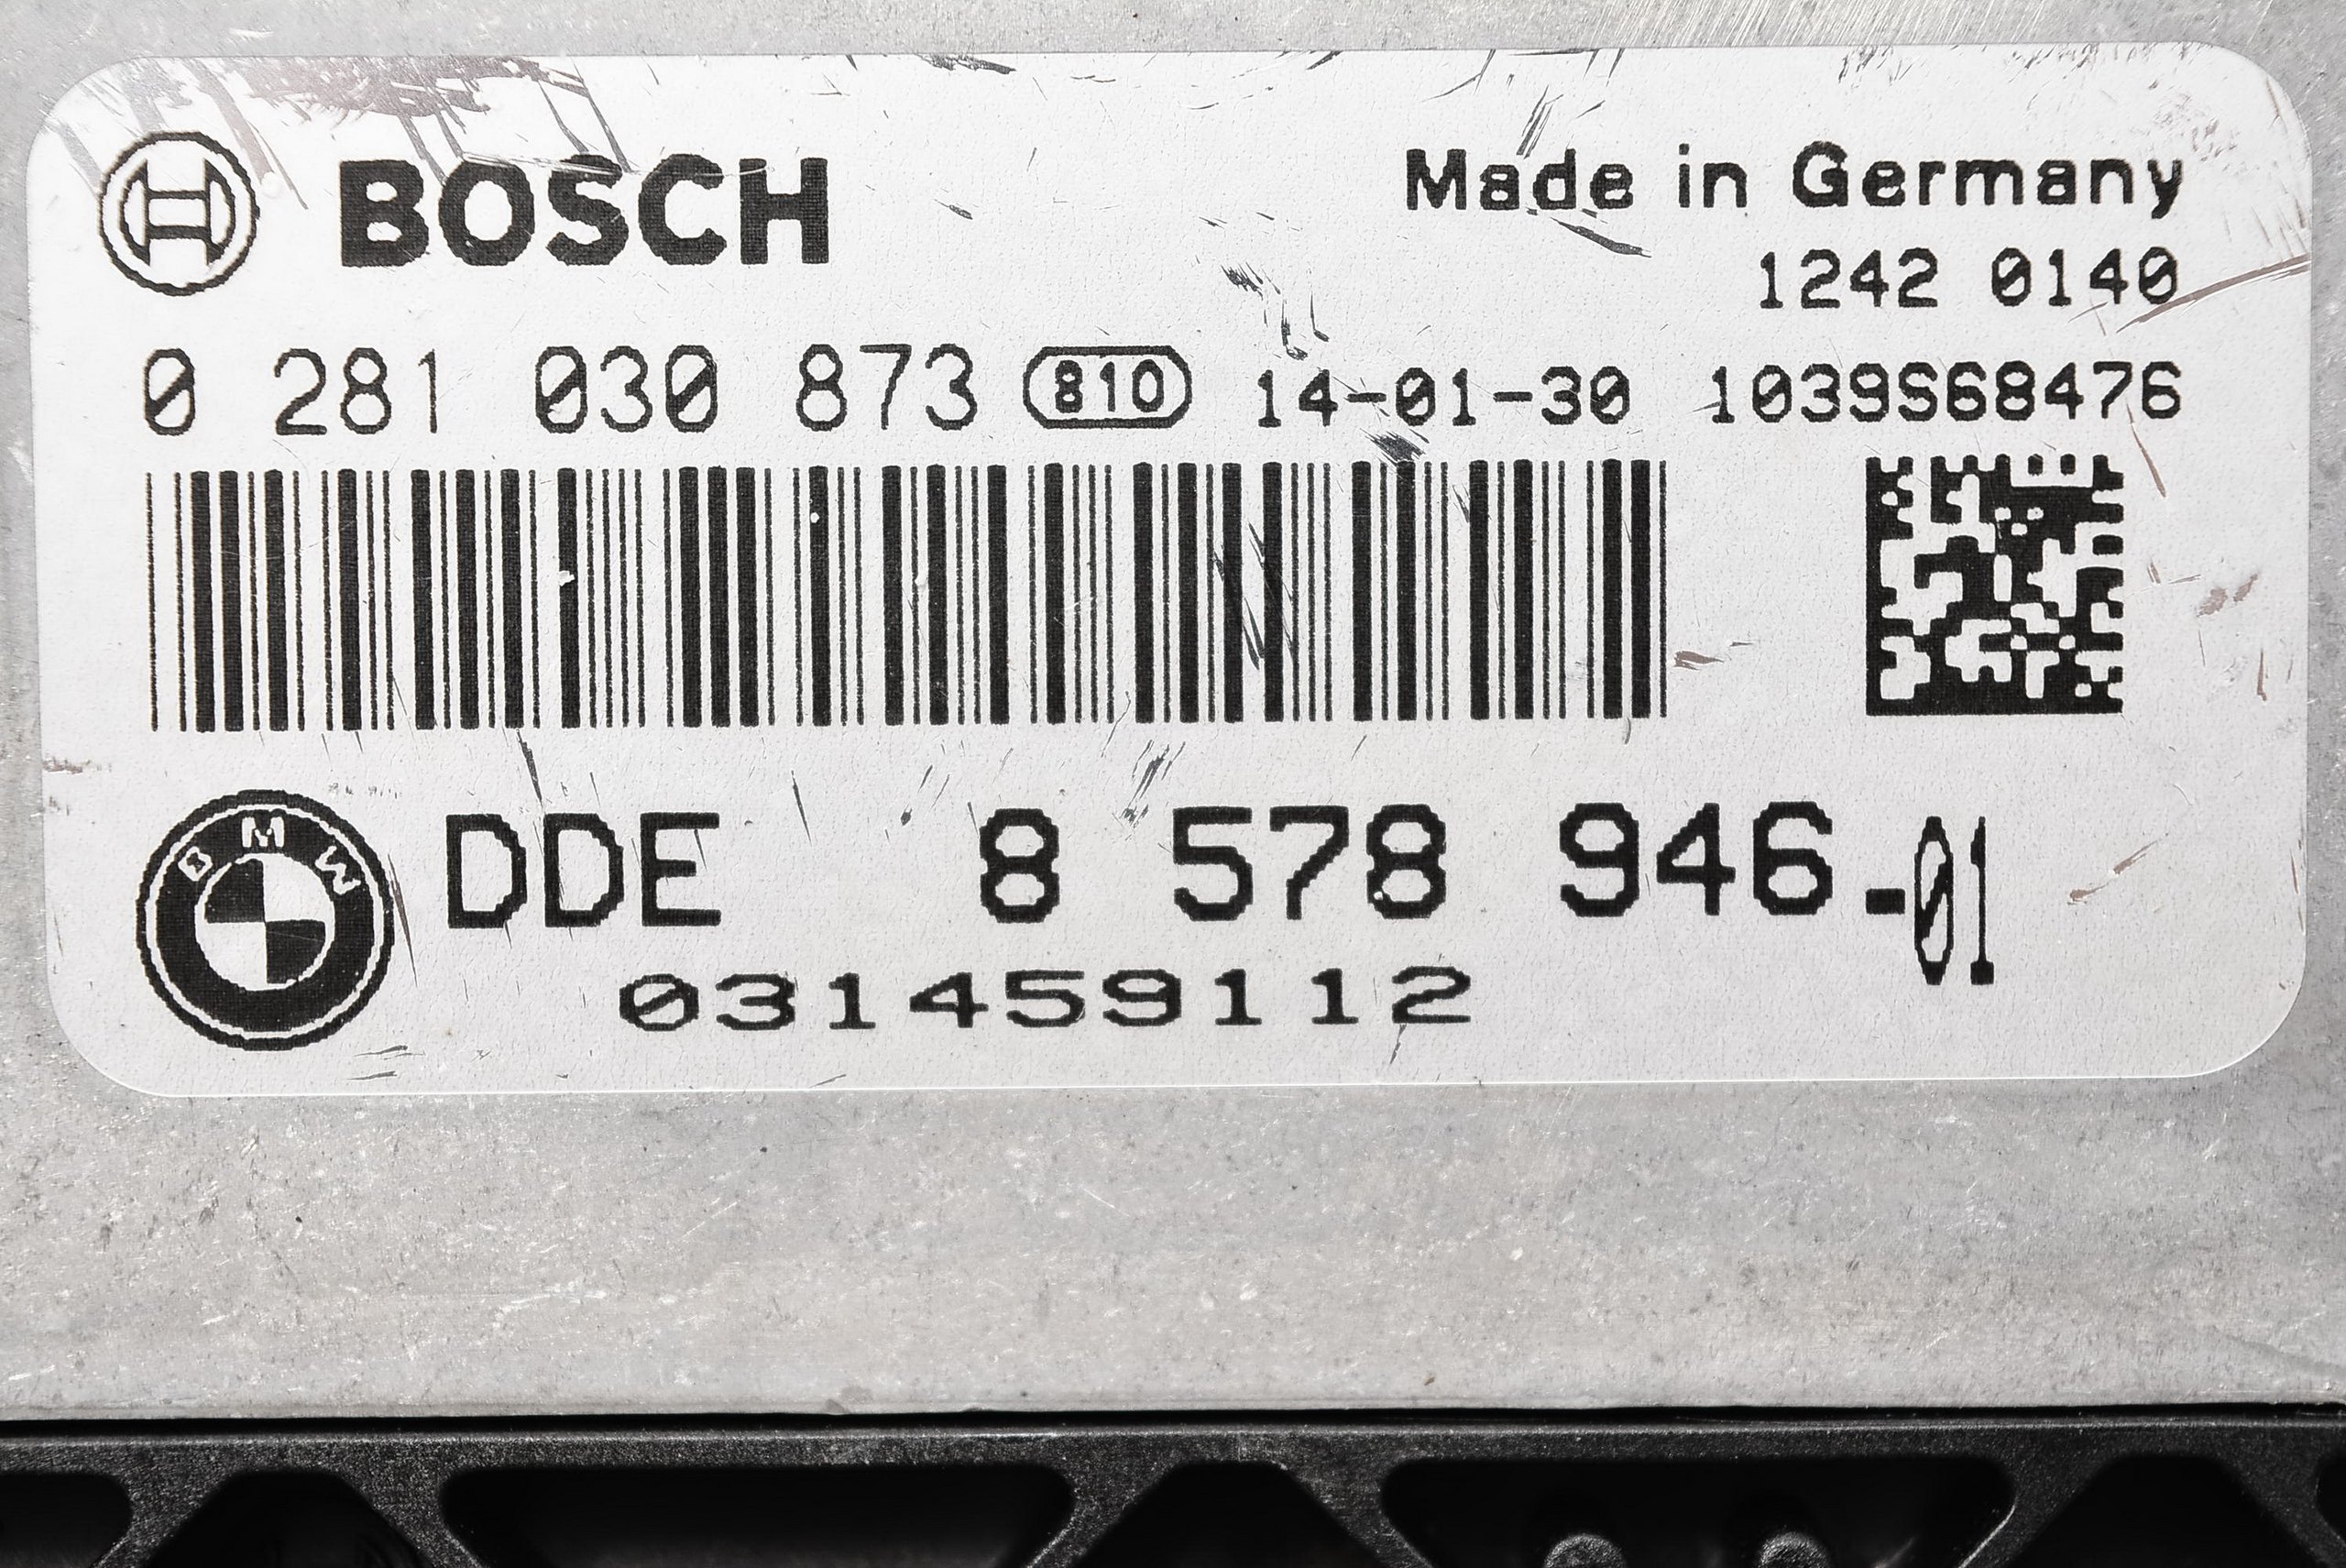 BOSCH Made in Germany
1242 0140
0 281 030 873 810 14-01-30 1039S68476
BMW DDE 8 578 946-01
031459112